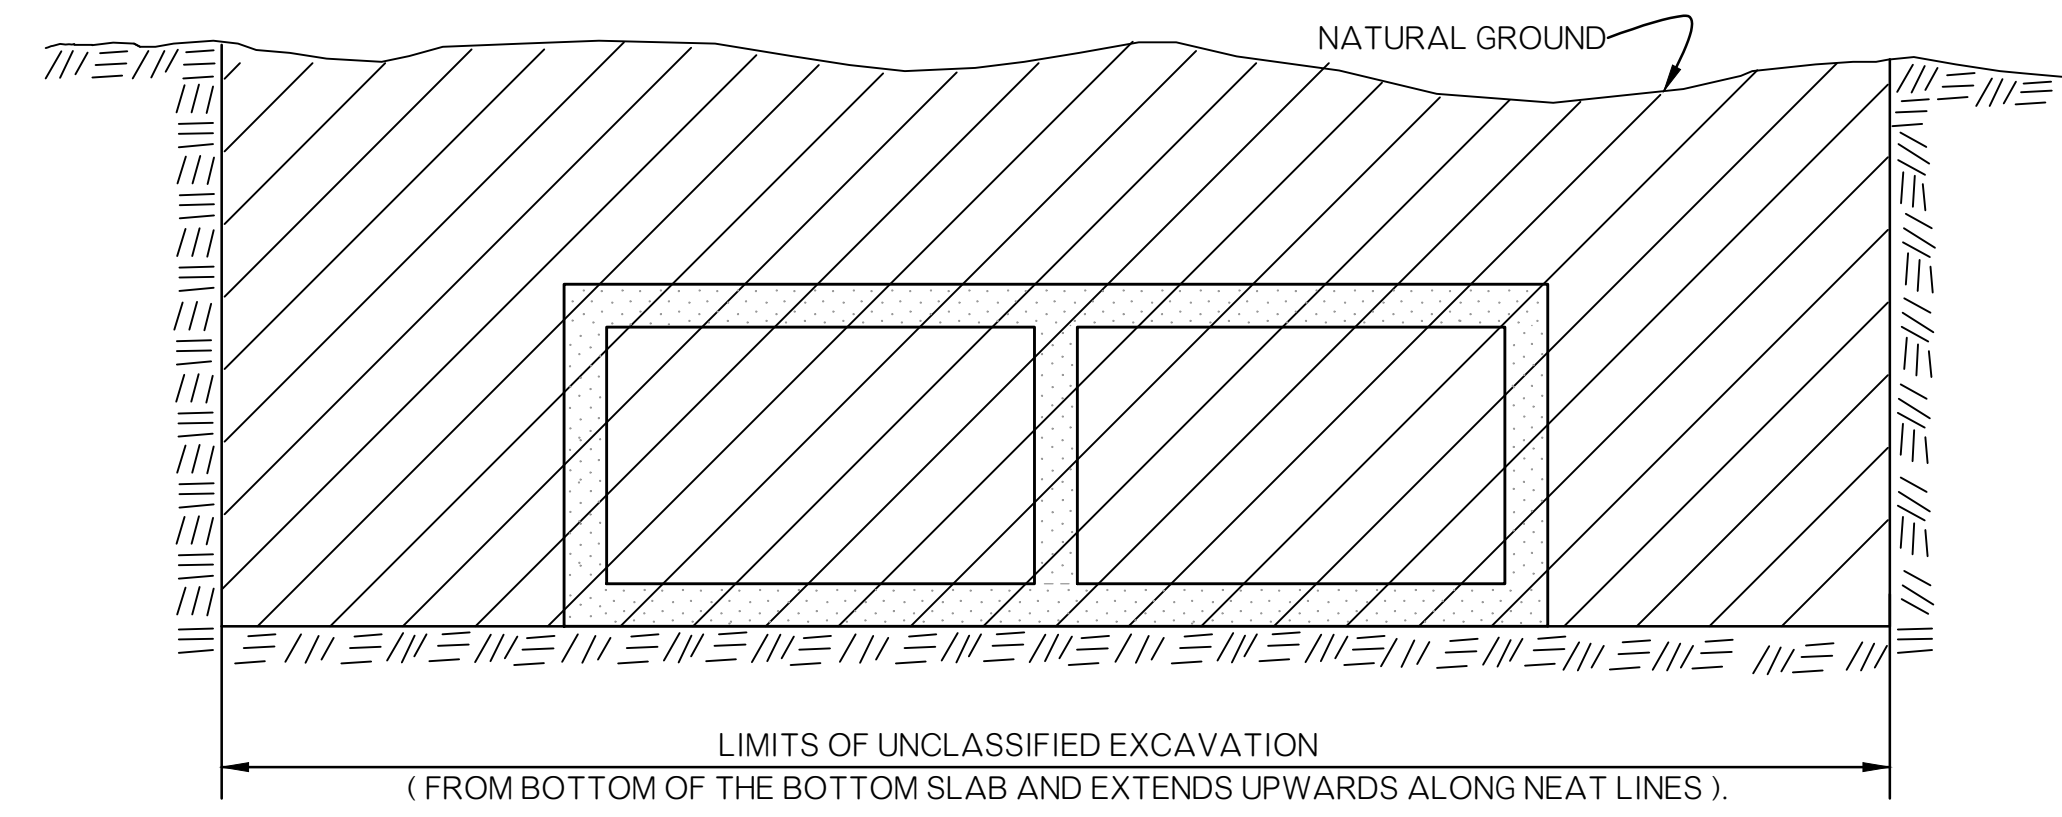 NATURAL GROUND
LIMITS OF UNCLASSIFIED EXCAVATION
( FROM BOTTOM OF THE BOTTOM SLAB AND EXTENDS UPWARDS ALONG NEAT LINES ).